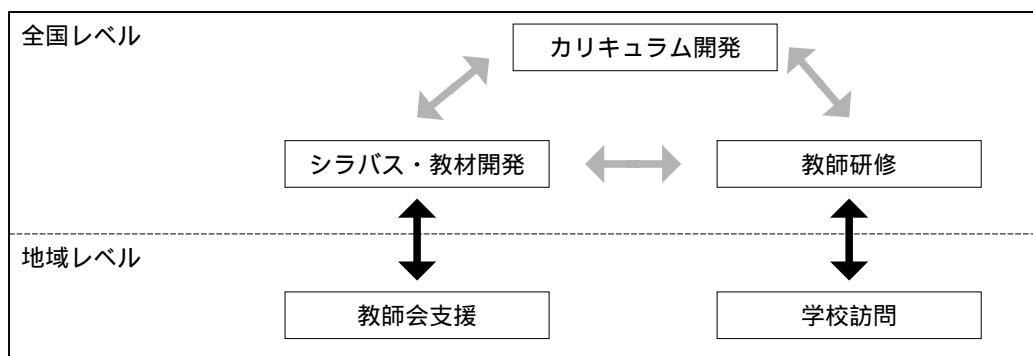 全国レベル
カリキュラム開発
シラバス・教材開発
教師研修
地域レベル
教師会支援
学校訪問